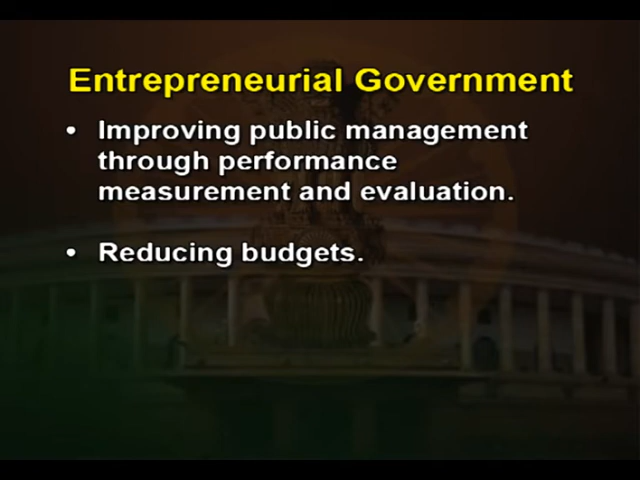 Entrepreneurial Government
• Improving public management
through performance
measurement and evaluation.
• Reducing budgets.